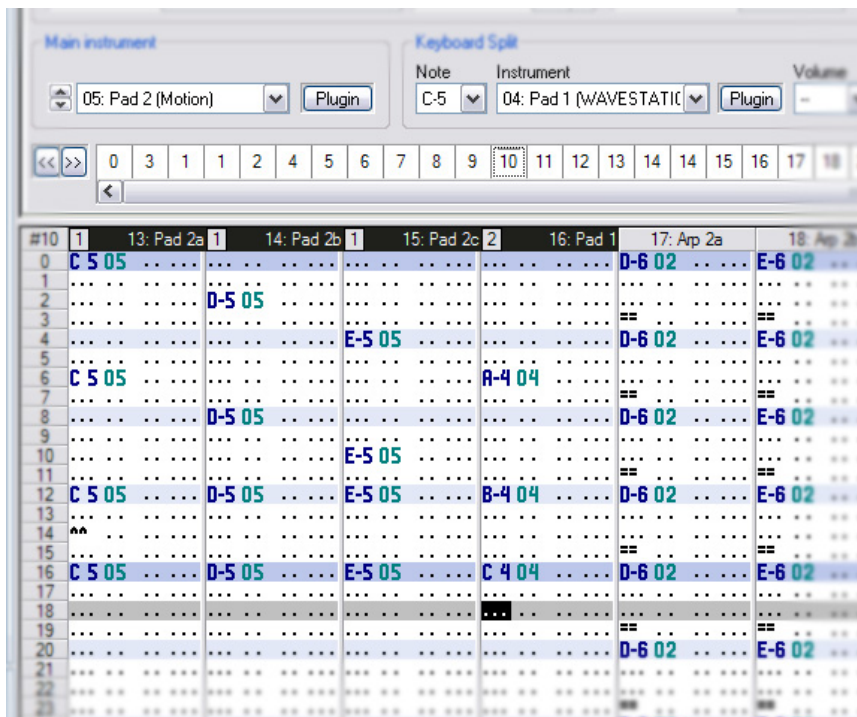 Main instrument Keyboard Split
Note Instrument Volume
05: Pad 2 (Motion) Plugin C-5 04: Pad 1 (WAVESTATI( Plugin --
<< >> 0 3 1 1 2 4 5 6 7 8 9 10 11 12 13 14 14 15 16 17 18
#10 1 13: Pad 2a 1 14: Pad 2b 1 15: Pad 2c 2 16: Pad 1 17: Arp 2a 18: Arp 2b
0 C 5 05 .. ... ... .. .. ... ... .. .. ... ... .. .. ... D-6 02 .. ... E-6 02 ..
1 ... .. .. ... ... .. .. ... ... .. .. ... ... .. .. ... ... .. .. ... ... .. ..
2 ... .. .. ... D-5 05 .. ... ... .. .. ... ... .. .. ... ... .. .. ... ... .. ..
3 ... .. .. ... ... .. .. ... ... .. .. ... ... .. .. ... == .. .. ... == .. ..
4 ... .. .. ... ... .. .. ... E-5 05 .. ... ... .. .. ... D-6 02 .. ... E-6 02 ..
5 ... .. .. ... ... .. .. ... ... .. .. ... ... .. .. ... ... .. .. ... ... .. ..
6 C 5 05 .. ... ... .. .. ... ... .. .. ... A-4 04 .. ... ... .. .. ... ... .. ..
7 ... .. .. ... ... .. .. ... ... .. .. ... ... .. .. ... == .. .. ... == .. ..
8 ... .. .. ... D-5 05 .. ... ... .. .. ... ... .. .. ... D-6 02 .. ... E-6 02 ..
9 ... .. .. ... ... .. .. ... ... .. .. ... ... .. .. ... ... .. .. ... ... .. ..
10 ... .. .. ... ... .. .. ... E-5 05 .. ... ... .. .. ... ... .. .. ... ... .. ..
11 ... .. .. ... ... .. .. ... ... .. .. ... ... .. .. ... == .. .. ... == .. ..
12 C 5 05 .. ... D-5 05 .. ... E-5 05 .. ... B-4 04 .. ... D-6 02 .. ... E-6 02 ..
13 ... .. .. ... ... .. .. ... ... .. .. ... ... .. .. ... ... .. .. ... ... .. ..
14 ^^ .. .. ... ... .. .. ... ... .. .. ... ... .. .. ... ... .. .. ... ... .. ..
15 ... .. .. ... ... .. .. ... ... .. .. ... ... .. .. ... == .. .. ... == .. ..
16 C 5 05 .. ... D-5 05 .. ... E-5 05 .. ... C 4 04 .. ... D-6 02 .. ... E-6 02 ..
17 ... .. .. ... ... .. .. ... ... .. .. ... ... .. .. ... ... .. .. ... ... .. ..
18 ... .. .. ... ... .. .. ... ... .. .. ... ... .. .. ... ... .. .. ... ... .. ..
19 ... .. .. ... ... .. .. ... ... .. .. ... ... .. .. ... == .. .. ... == .. ..
20 ... .. .. ... ... .. .. ... ... .. .. ... ... .. .. ... D-6 02 .. ... E-6 02 ..
21 ... .. .. ... ... .. .. ... ... .. .. ... ... .. .. ... ... .. .. ... ... .. ..
22 ... .. .. ... ... .. .. ... ... .. .. ... ... .. .. ... ... .. .. ... ... .. ..
23 ... .. .. ... ... .. .. ... ... .. .. ... ... .. .. ... == .. .. ... == .. ..